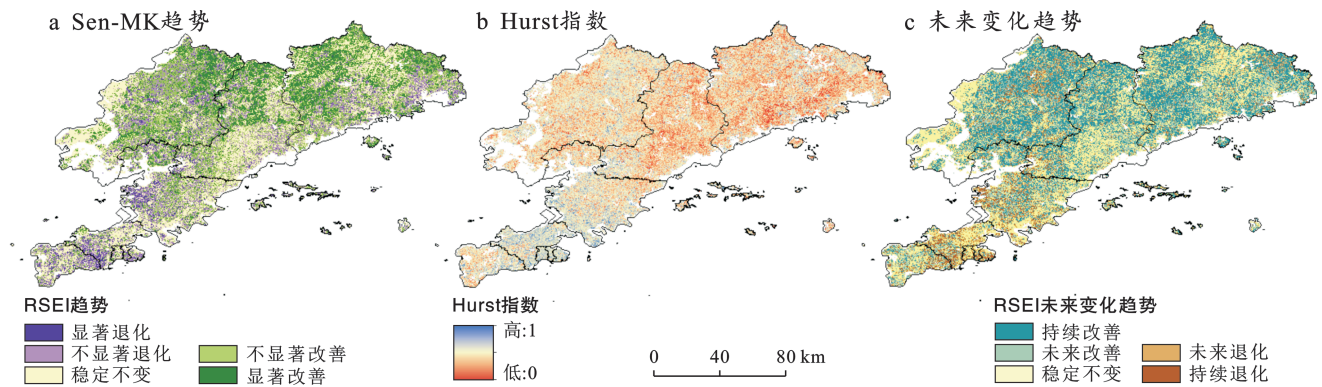 a Sen-MK趋势
b Hurst指数
c 未来变化趋势
RSEI趋势
显著退化
不显著退化
稳定不变
不显著改善
显著改善
Hurst指数
高:1
低:0
0 40 80 km
RSEI未来变化趋势
持续改善
未来改善
稳定不变
未来退化
持续退化